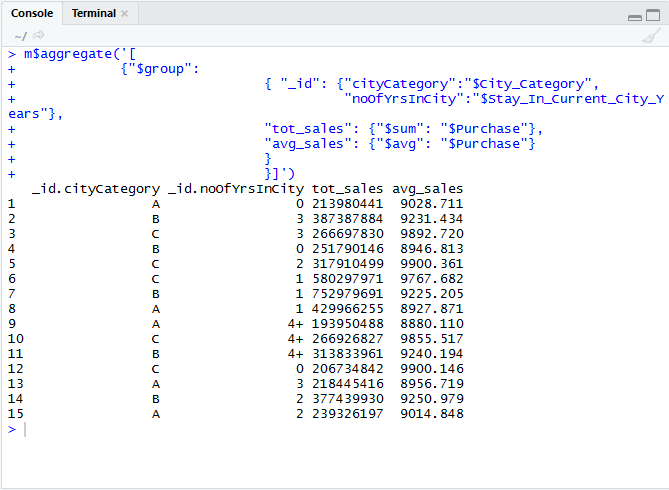 Console Terminal ×
~/
> m$aggregate('[
+ {"$group":
+ { "_id": {"cityCategory":"$City_Category",
+ "noOfYrsInCity":"$Stay_In_Current_City_Y
ears"},
+ "tot_sales": {"$sum": "$Purchase"},
+ "avg_sales": {"$avg": "$Purchase"}
+ }
+ }]')
_id.cityCategory _id.noOfYrsInCity tot_sales avg_sales
1 A 0 213980441 9028.711
2 B 3 387387884 9231.434
3 C 3 266697830 9892.720
4 B 0 251790146 8946.813
5 C 2 317910499 9900.361
6 C 1 580297971 9767.682
7 B 1 752979691 9225.205
8 A 1 429966255 8927.871
9 A 4+ 193950488 8880.110
10 C 4+ 266926827 9855.517
11 B 4+ 313833961 9240.194
12 C 0 206734842 9900.146
13 A 3 218445416 8956.719
14 B 2 377439930 9250.979
15 A 2 239326197 9014.848
>